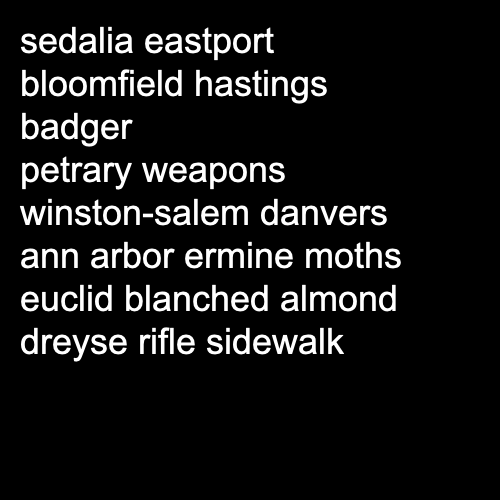 sedalia eastport
bloomfield hastings
badger
petrary weapons
winston-salem danvers
ann arbor ermine moths
euclid blanched almond
dreyse rifle sidewalk